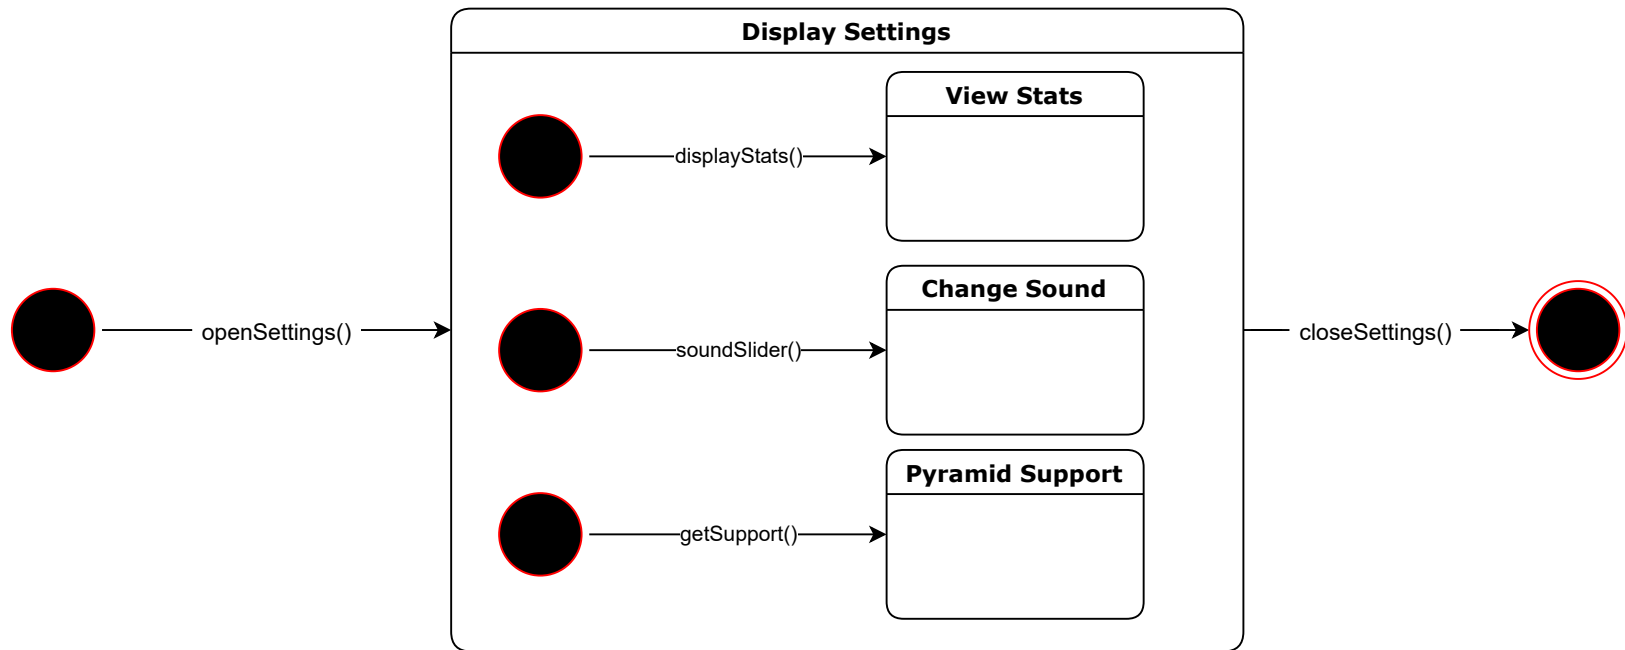 Display Settings
View Stats
displayStats()
Change Sound
openSettings()
soundSlider()
closeSettings()
Pyramid Support
getSupport()